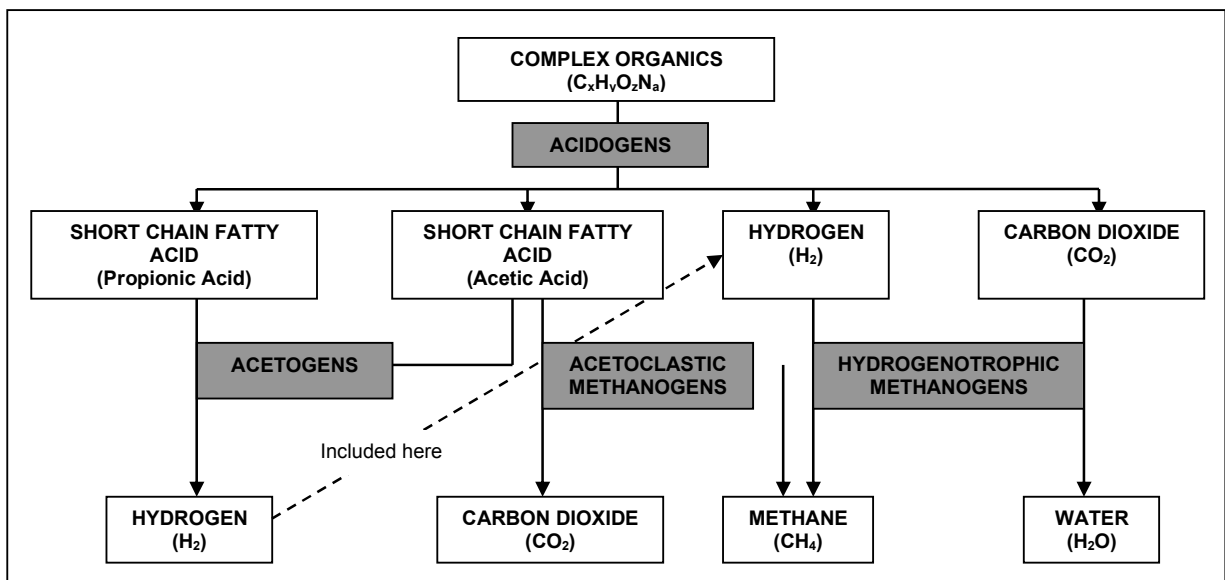 COMPLEX ORGANICS
(CₓHᵧO₂Nₐ)
ACIDOGENS
SHORT CHAIN FATTY
ACID
(Propionic Acid)
SHORT CHAIN FATTY
ACID
(Acetic Acid)
HYDROGEN
(H₂)
CARBON DIOXIDE
(CO₂)
ACETOGENS
ACETOCLASTIC
METHANOGENS
HYDROGENOTROPHIC
METHANOGENS
Included here
HYDROGEN
(H₂)
CARBON DIOXIDE
(CO₂)
METHANE
(CH₄)
WATER
(H₂O)